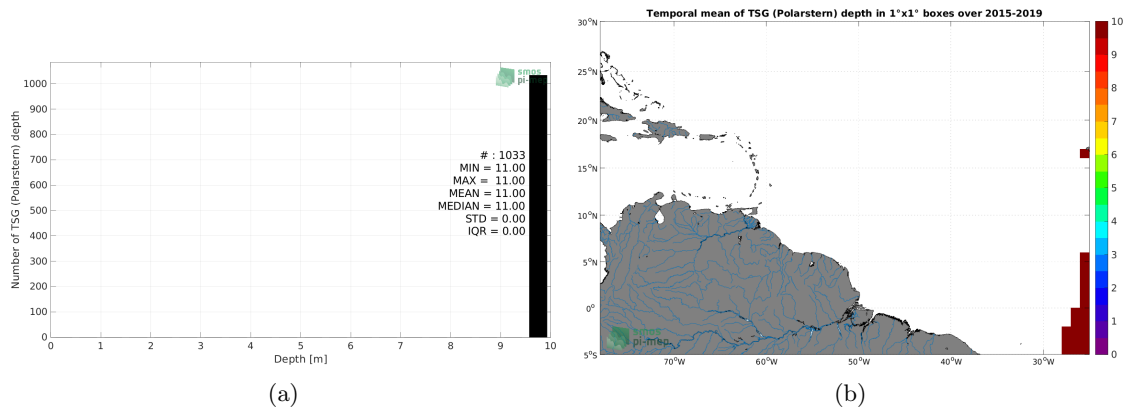 1000
900
800
700
600
500
400
300
200
100
0
Number of TSG (Polarstern) depth
smos
pi-mep
# : 1033
MIN = 11.00
MAX = 11.00
MEAN = 11.00
MEDIAN = 11.00
STD = 0.00
IQR = 0.00
0 1 2 3 4 5 6 7 8 9 10
Depth [m]
(a)
Temporal mean of TSG (Polarstern) depth in 1°x1° boxes over 2015-2019
30°N
25°N
20°N
15°N
10°N
5°N
0°
5°S
70°W 60°W 50°W 40°W 30°W
smos
pi-mep
10
9
8
7
6
5
4
3
2
1
0
(b)